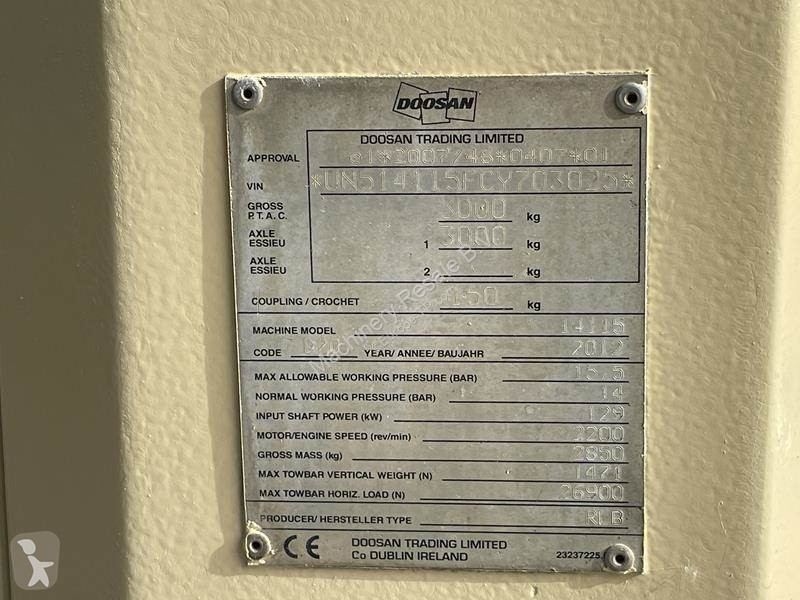 DOOSAN
DOOSAN TRADING LIMITED
APPROVAL e1*2007/46*0407*01
VIN *UN514115FCY703025*
GROSS P.T.A.C. 3000 kg
AXLE ESSIEU 1 3000 kg
AXLE ESSIEU 2 kg
COUPLING / CROCHET 150 kg
MACHINE MODEL 14115
CODE YEAR/ ANNEE/ BAUJAHR 2012
MAX ALLOWABLE WORKING PRESSURE (BAR) 15.5
NORMAL WORKING PRESSURE (BAR) 14
INPUT SHAFT POWER (kW) 129
MOTOR/ENGINE SPEED (rev/min) 2200
GROSS MASS (kg) 2850
MAX TOWBAR VERTICAL WEIGHT (N) 1471
MAX TOWBAR HORIZ. LOAD (N) 26900
PRODUCER/ HERSTELLER TYPE
CE DOOSAN TRADING LIMITED
Co DUBLIN IRELAND 23237225
Machinery Resale